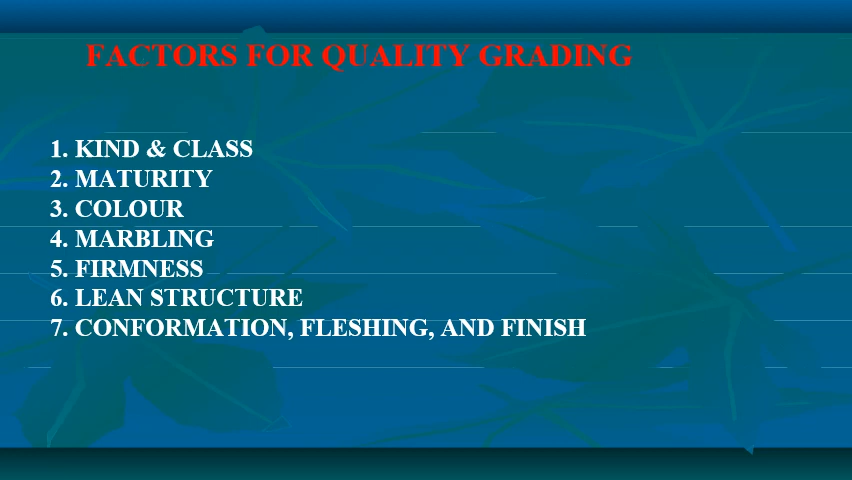 FACTORS FOR QUALITY GRADING
1. KIND & CLASS
2. MATURITY
3. COLOUR
4. MARBLING
5. FIRMNESS
6. LEAN STRUCTURE
7. CONFORMATION, FLESHING, AND FINISH